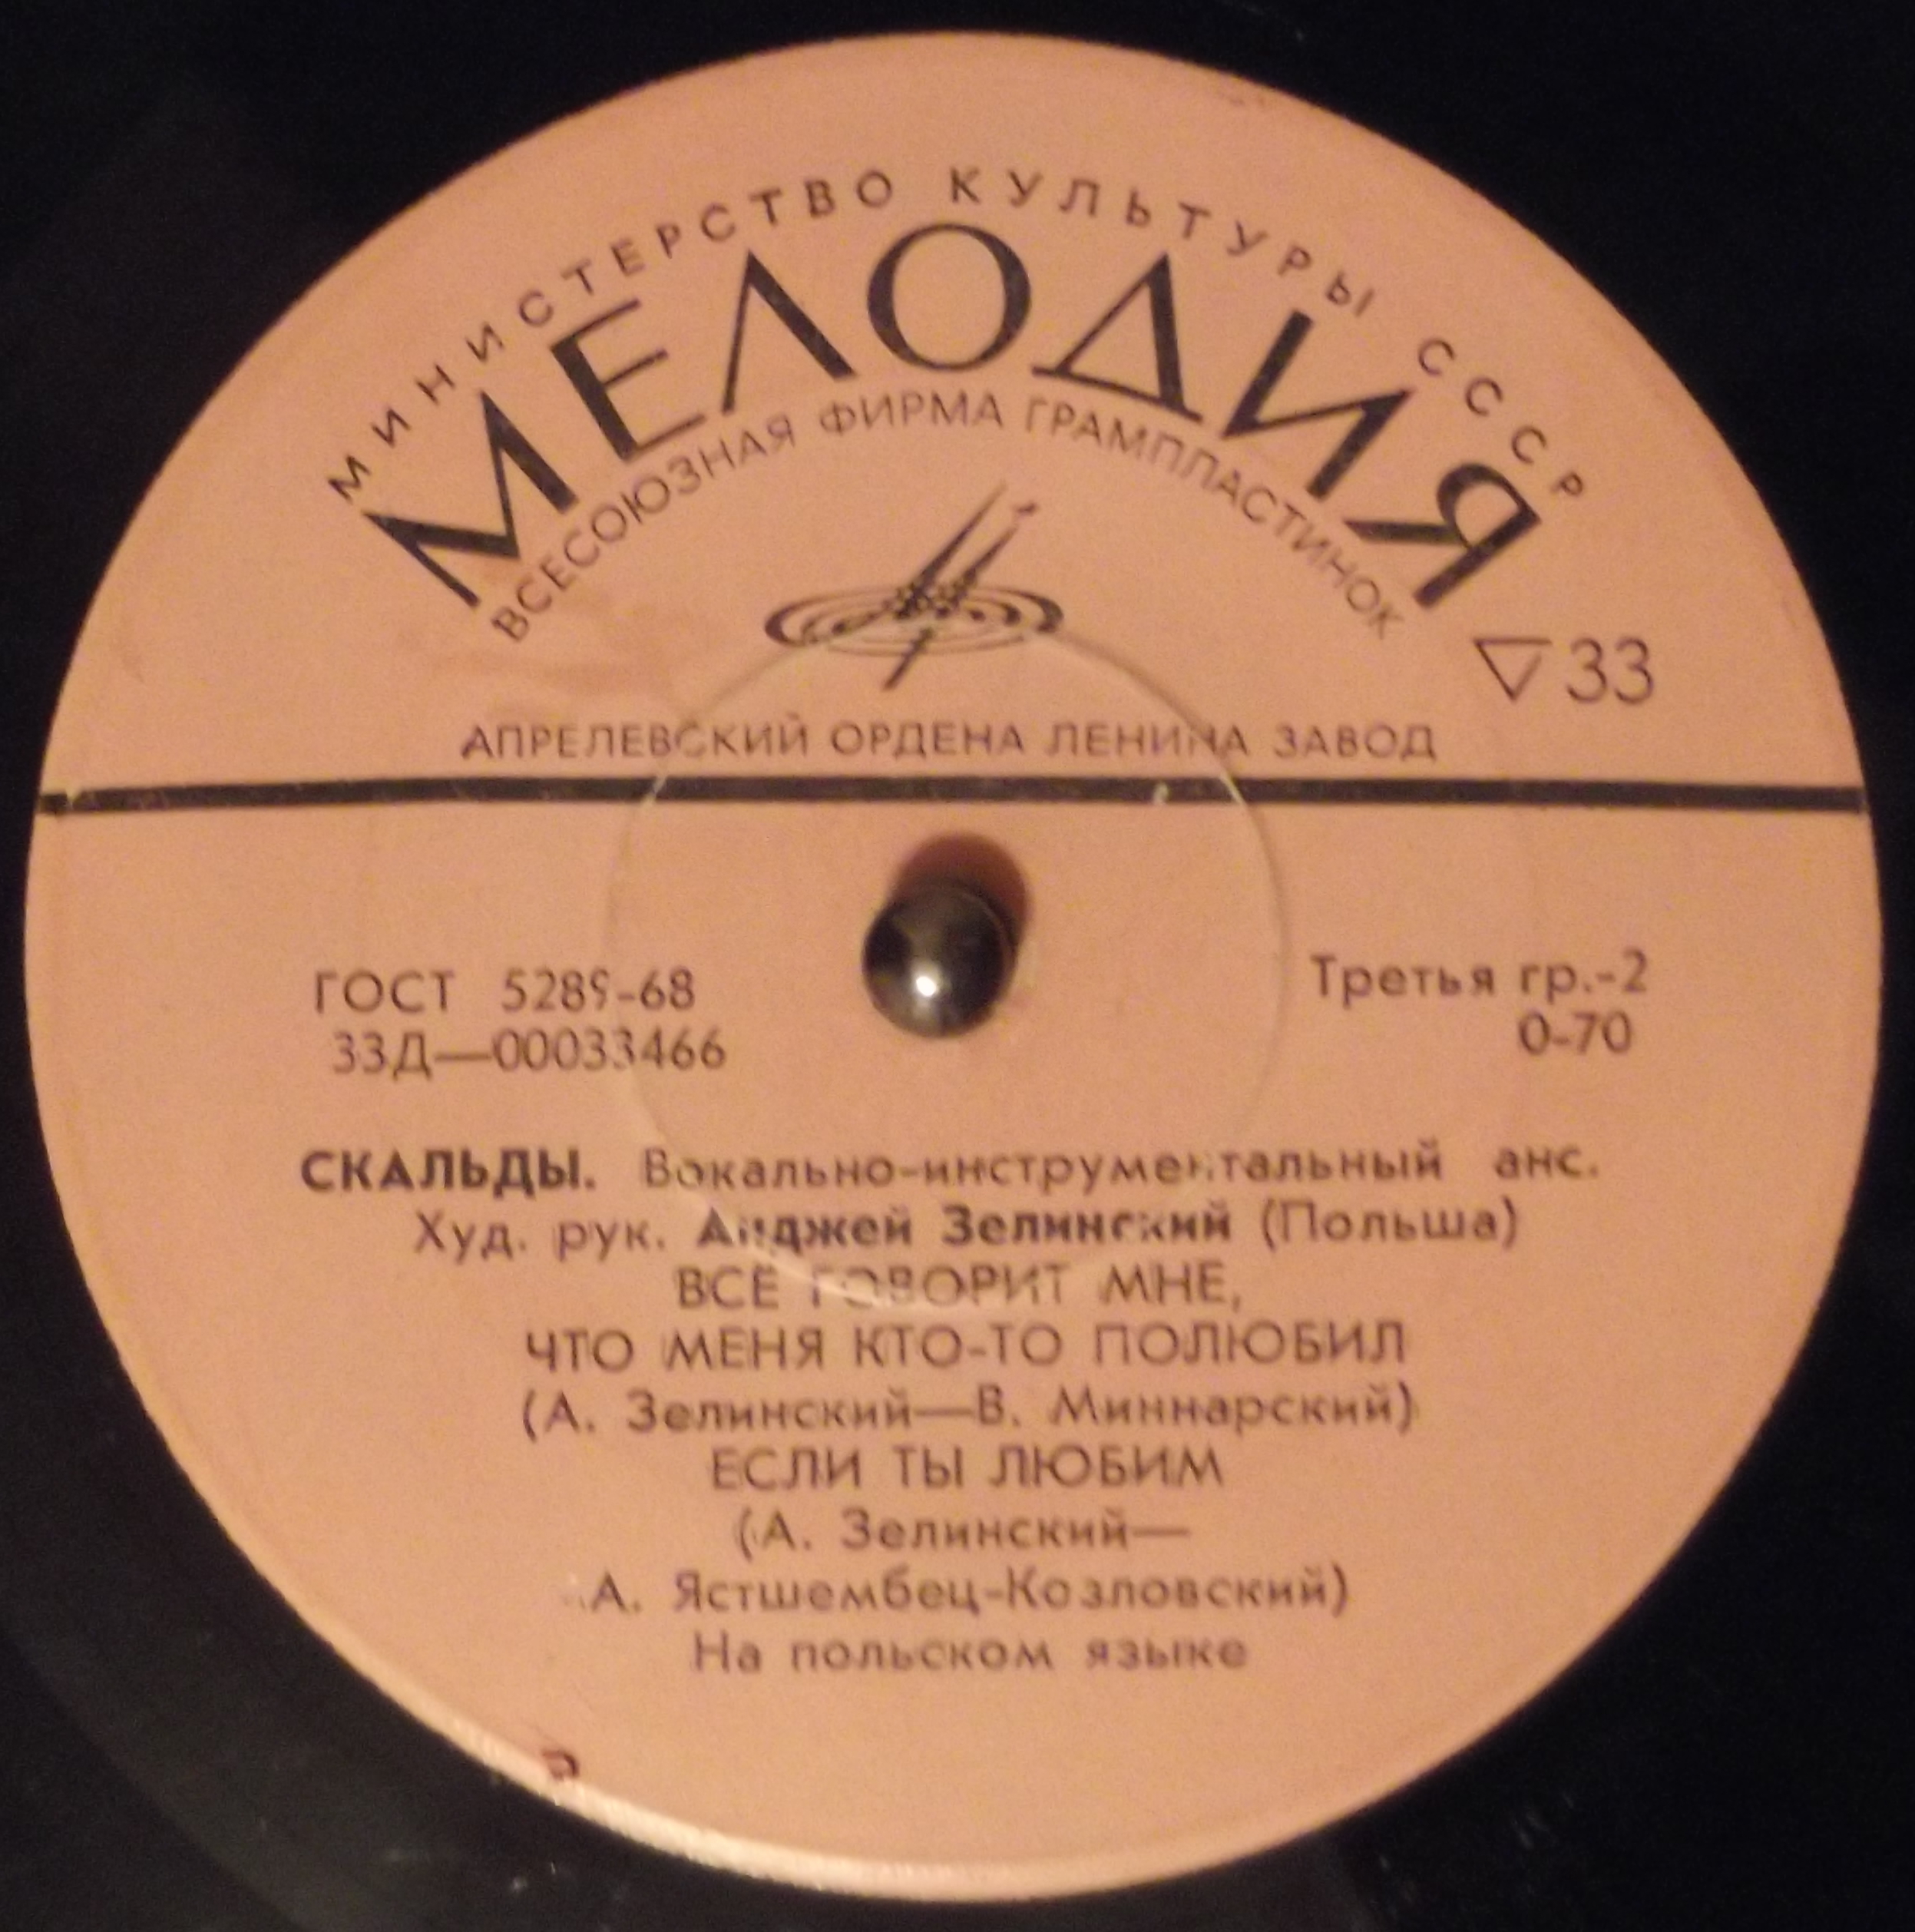 МИНИСТЕРСТВО КУЛЬТУРЫ СССР
МЕЛОДИЯ
ВСЕСОЮЗНАЯ ФИРМА ГРАМПЛАСТИНОК
33
АПРЕЛЕВСКИЙ ОРДЕНА ЛЕНИНА ЗАВОД
ГОСТ 5289-68
Третья гр.-2
33Д—00033466
0-70
СКАЛЬДЫ. Вокально-инструментальный анс.
Худ. рук. Анджей Зелинский (Польша)
ВСЁ ГОВОРИТ МНЕ,
ЧТО МЕНЯ КТО-ТО ПОЛЮБИЛ
(А. Зелинский—В. Миннарский)
ЕСЛИ ТЫ ЛЮБИМ
(А. Зелинский—
А. Ястшембец-Козловский)
На польском языке